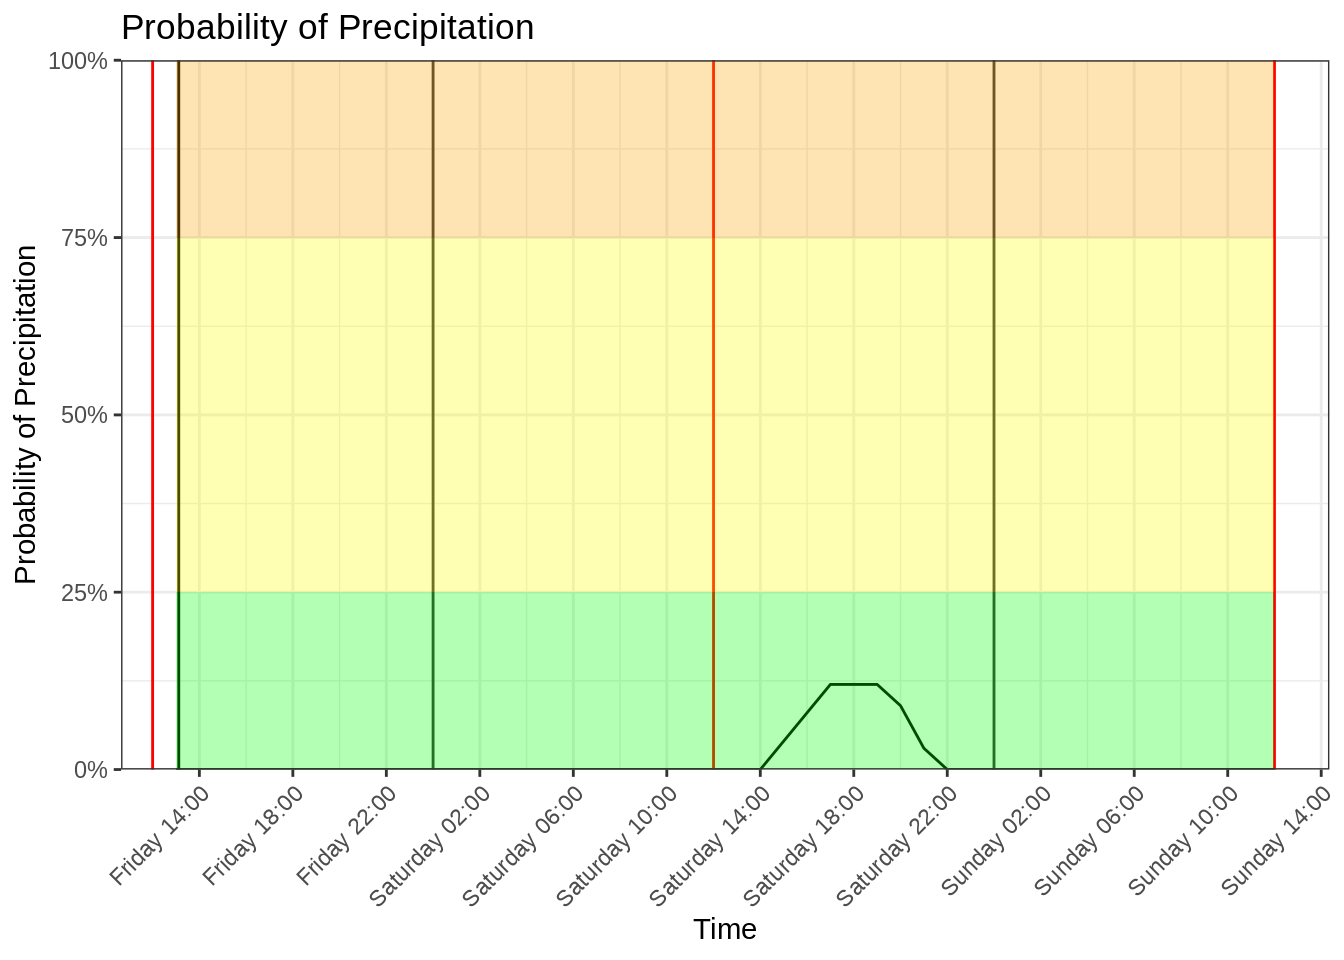 Probability of Precipitation
Probability of Precipitation
100%
75%
50%
25%
0%
Friday 14:00
Friday 18:00
Friday 22:00
Saturday 02:00
Saturday 06:00
Saturday 10:00
Saturday 14:00
Saturday 18:00
Saturday 22:00
Sunday 02:00
Sunday 06:00
Sunday 10:00
Sunday 14:00
Time